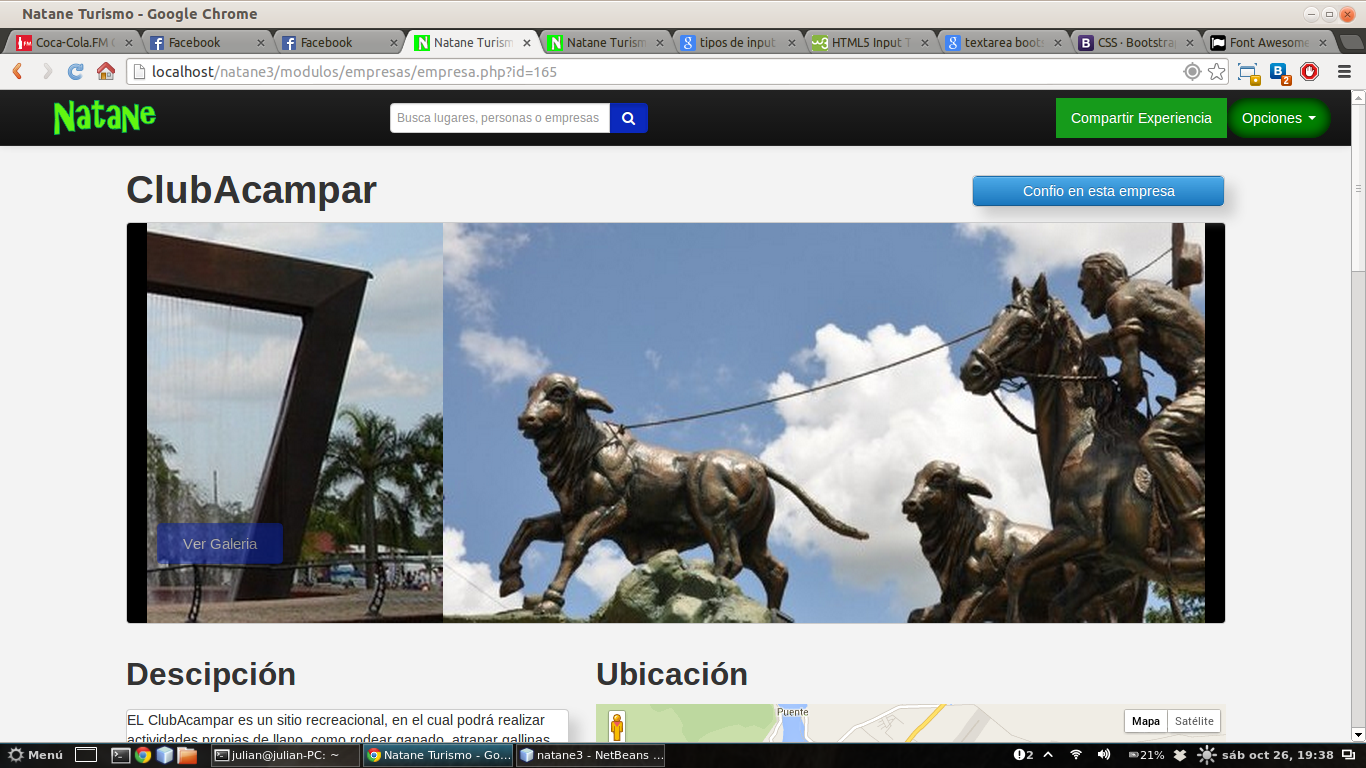 Natane Turismo - Google Chrome
Coca-Cola.FM
Facebook
Facebook
Natane Turism
Natane Turism
tipos de input
HTML5 Input T
textarea boots
CSS · Bootstrap
Font Awesome
localhost/natane3/modulos/empresas/empresa.php?id=165
B
2
Natane
Busca lugares, personas o empresas
Compartir Experiencia
Opciones
ClubAcampar
Confio en esta empresa
Ver Galeria
Descipción
Ubicación
EL ClubAcampar es un sitio recreacional, en el cual podrá realizar
actividades propias de llano, como rodear ganado, atrapar gallinas
Puente
Mapa
Satélite
Menú
julian@julian-PC: ~
Natane Turismo - Go...
natane3 - NetBeans ...
2
21%
sáb oct 26, 19:38